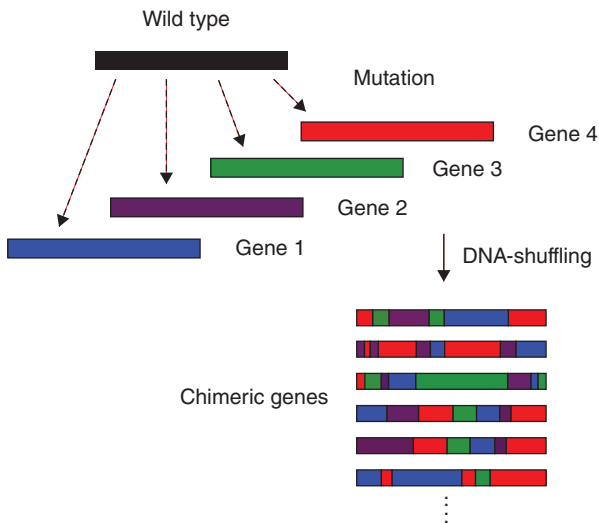 Wild type
Mutation
Gene 4
Gene 3
Gene 2
Gene 1
DNA-shuffling
Chimeric genes